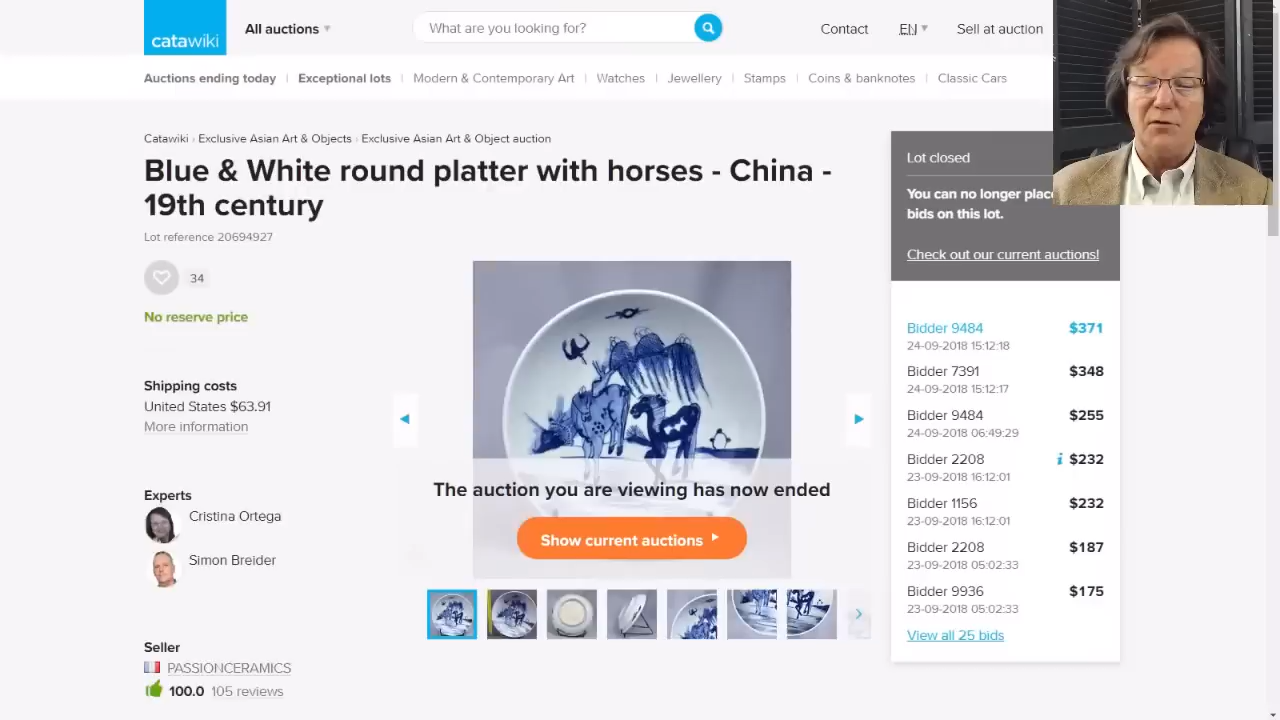 catawiki
All auctions
What are you looking for?
Contact
EN
Sell at auction
Auctions ending today
Exceptional lots
Modern & Contemporary Art
Watches
Jewellery
Stamps
Coins & banknotes
Classic Cars
Catawiki › Exclusive Asian Art & Objects › Exclusive Asian Art & Object auction
Blue & White round platter with horses - China -
19th century
Lot reference 20694927
34
No reserve price
Shipping costs
United States $63.91
More information
Experts
Cristina Ortega
Simon Breider
Seller
PASSIONCERAMICS
100.0 105 reviews
The auction you are viewing has now ended
Show current auctions
Lot closed
You can no longer place
bids on this lot.
Check out our current auctions!
Bidder 9484 $371
24-09-2018 15:12:18
Bidder 7391 $348
24-09-2018 15:12:17
Bidder 9484 $255
24-09-2018 06:49:29
Bidder 2208 i $232
23-09-2018 16:12:01
Bidder 1156 $232
23-09-2018 16:12:01
Bidder 2208 $187
23-09-2018 05:02:33
Bidder 9936 $175
23-09-2018 05:02:33
View all 25 bids